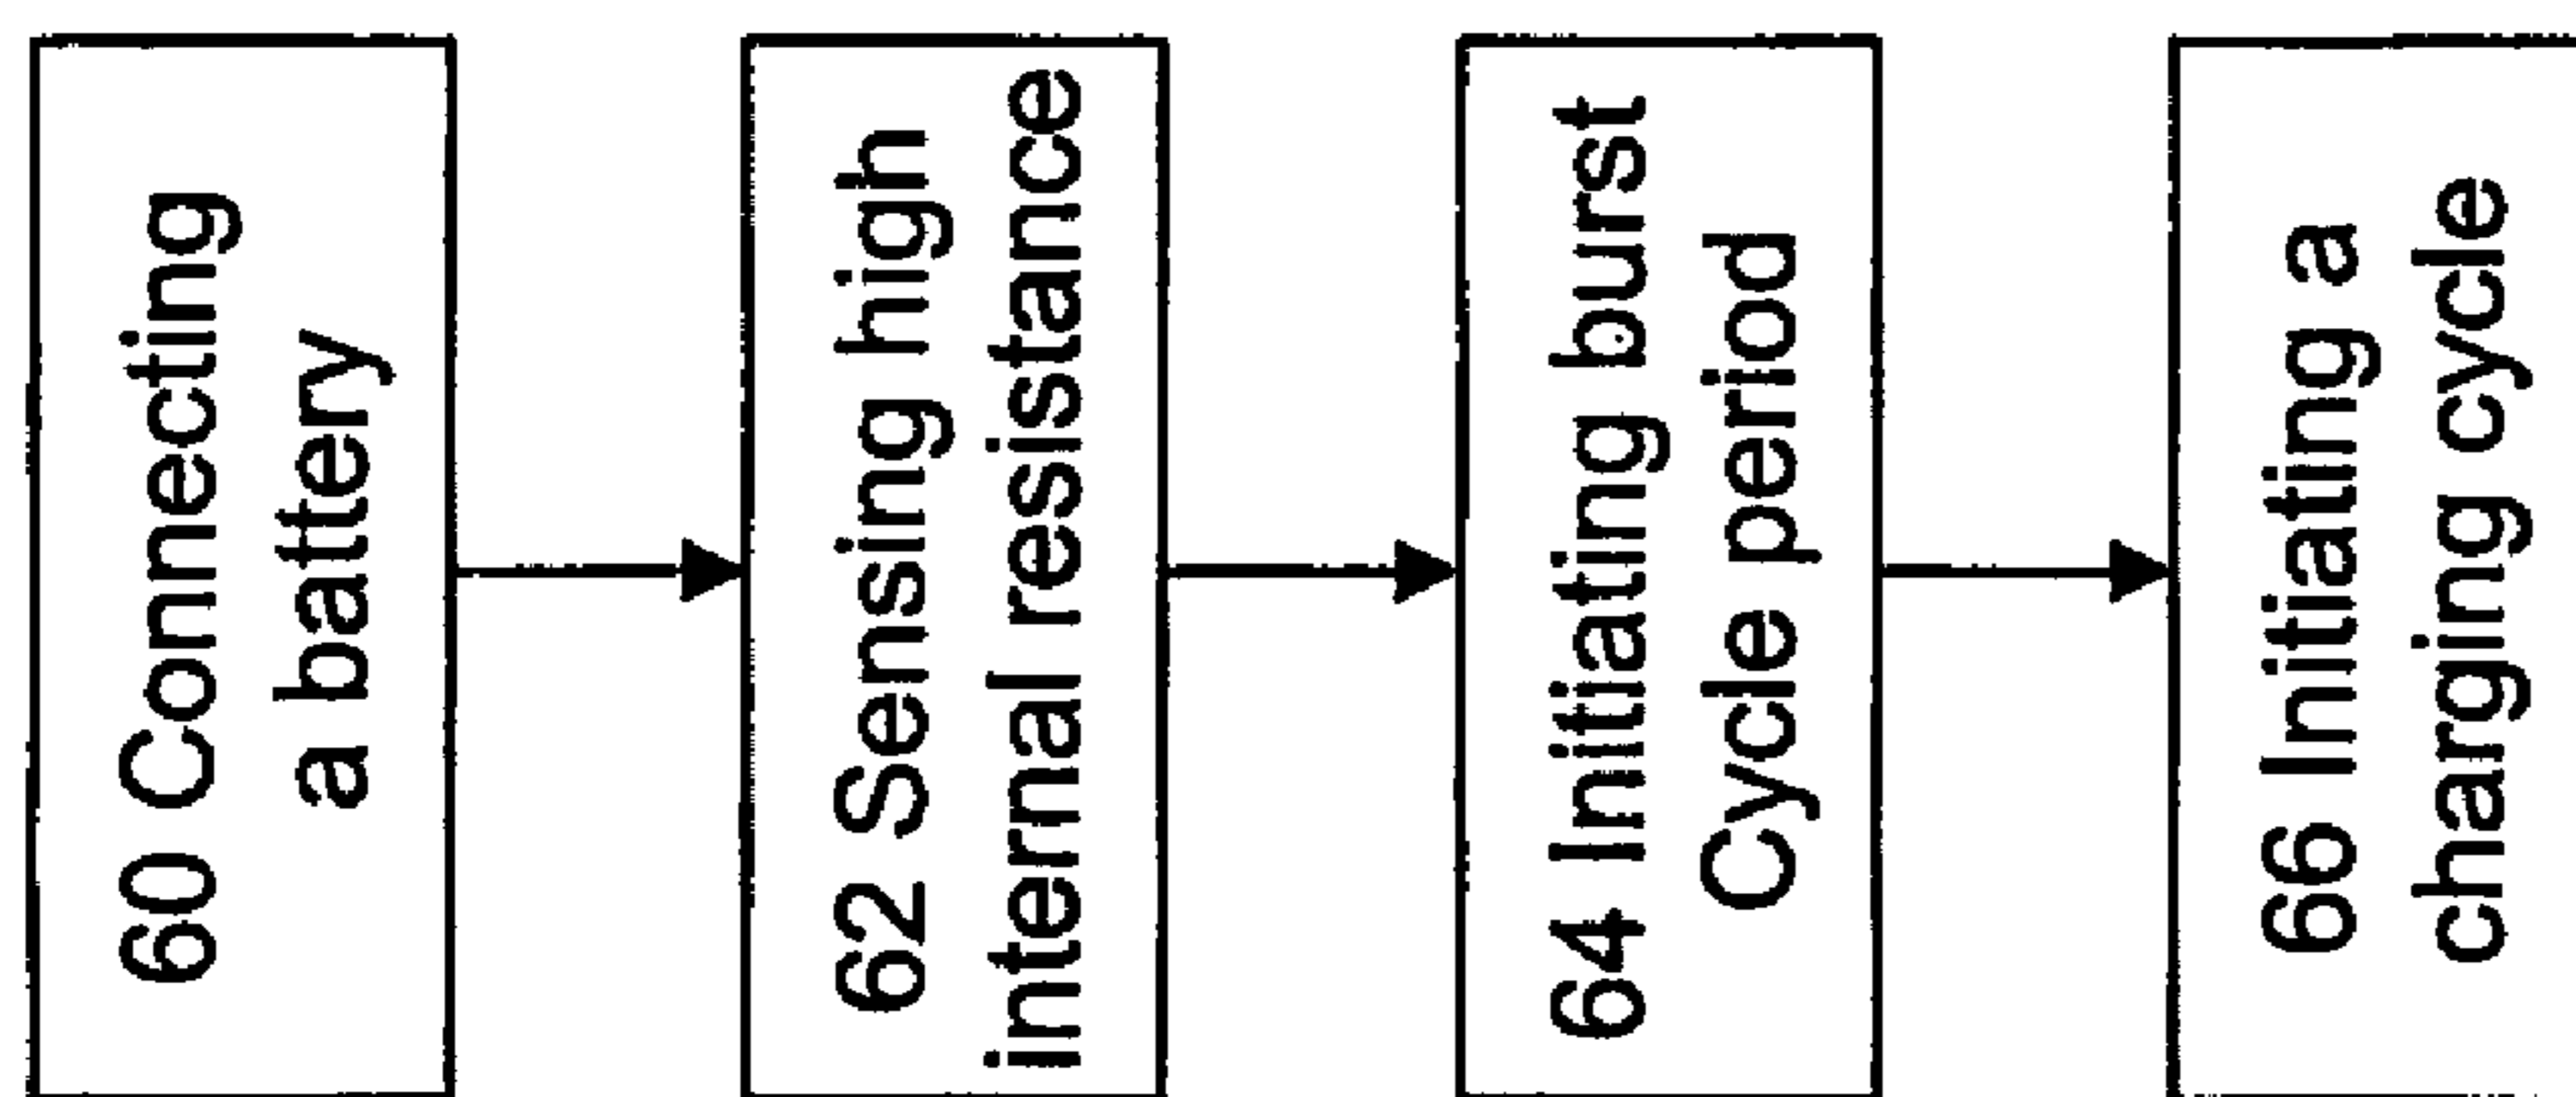 60 Connecting
a battery
62 Sensing high
internal resistance
64 Initiating burst
Cycle period
66 Initiating a
charging cycle